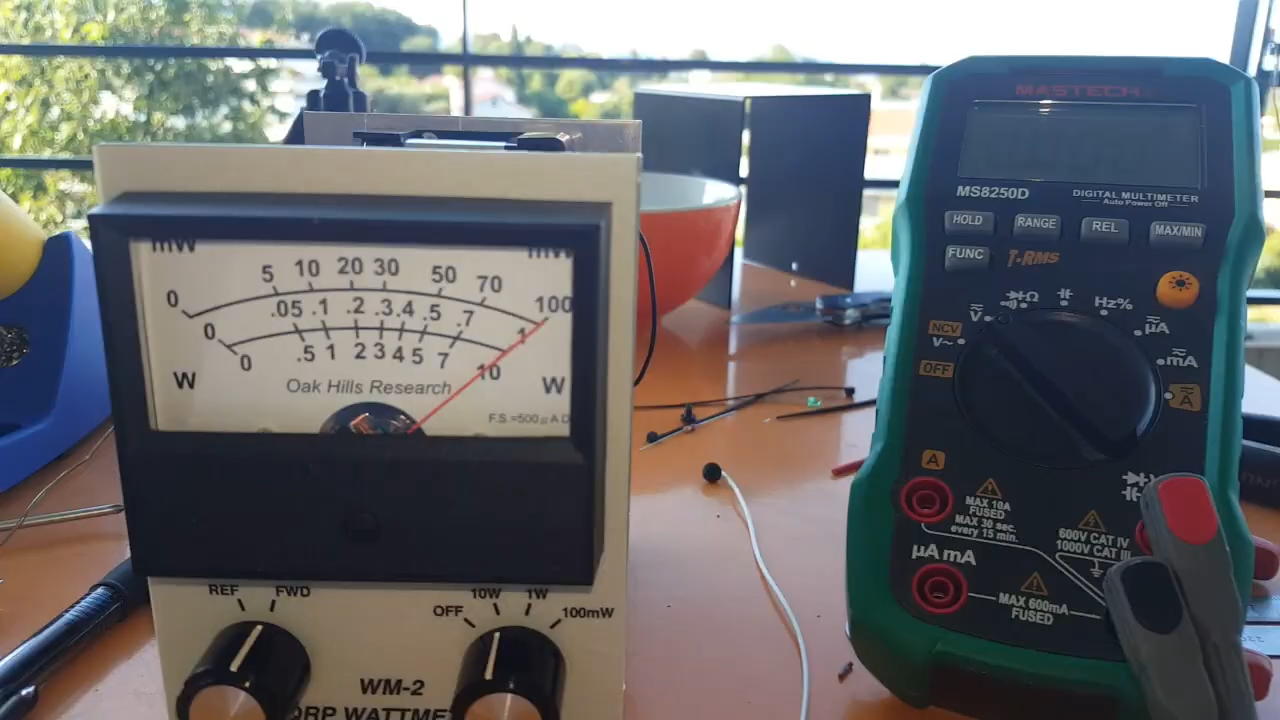 mW mW
5 10 20 30 50 70
0 100
.05 .1 .2 .3 .4 .5 .7
0 1
.5 1 2 3 4 5 7
0 10
W W
Oak Hills Research
F.S.=500µA D
REF FWD
OFF 10W 1W 100mW
WM-2
QRP WATTME
MASTECH
MS8250D
DIGITAL MULTIMETER
Auto Power Off
HOLD RANGE REL MAX/MIN
FUNC T-RMS
V Ω Hz%
NCV µA
V~ mA
OFF A
A
MAX 10A
FUSED
MAX 30 sec.
every 15 min.
600V CAT IV
1000V CAT III
µA mA
MAX 600mA
FUSED